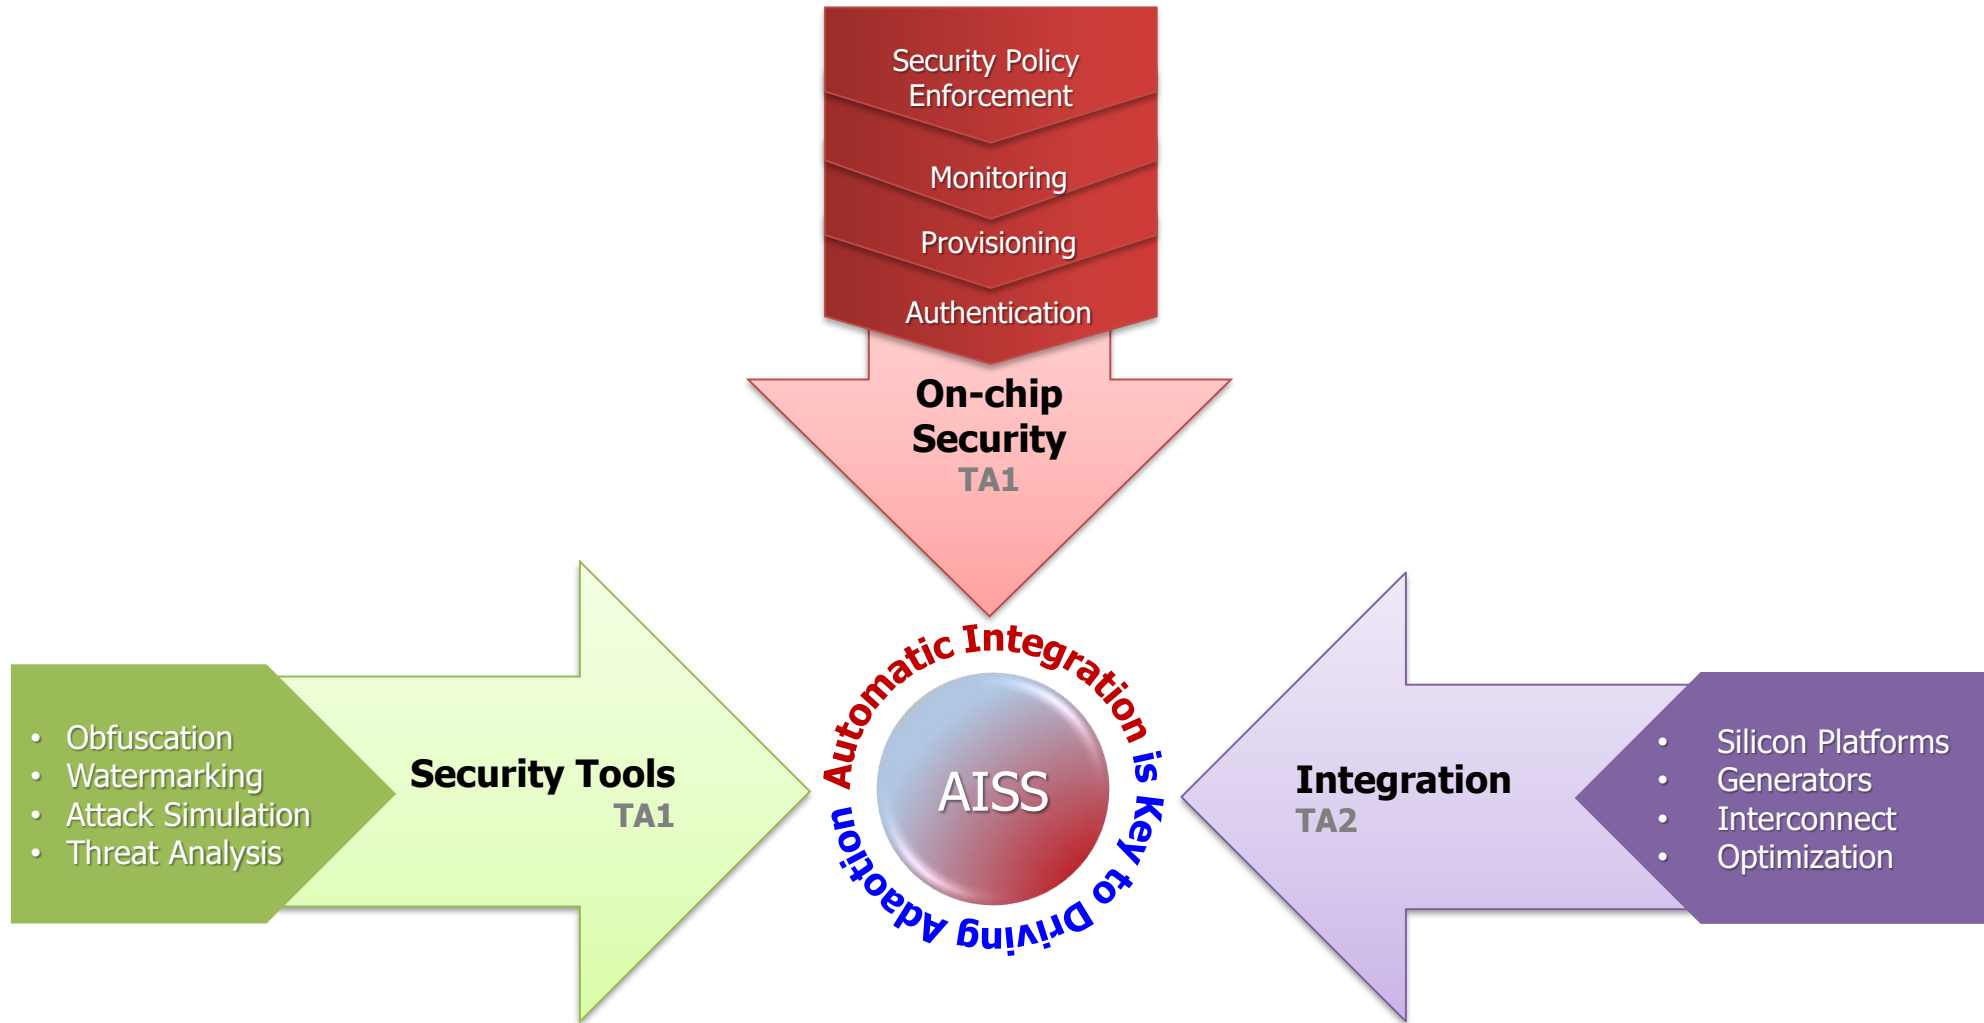 Security Policy
Enforcement
Monitoring
Provisioning
Authentication
On-chip
Security
TA1
• Obfuscation
• Watermarking
• Attack Simulation
• Threat Analysis
Security Tools
TA1
Automatic Integration is Key to Driving Adaotion
AISS
Integration
TA2
• Silicon Platforms
• Generators
• Interconnect
• Optimization